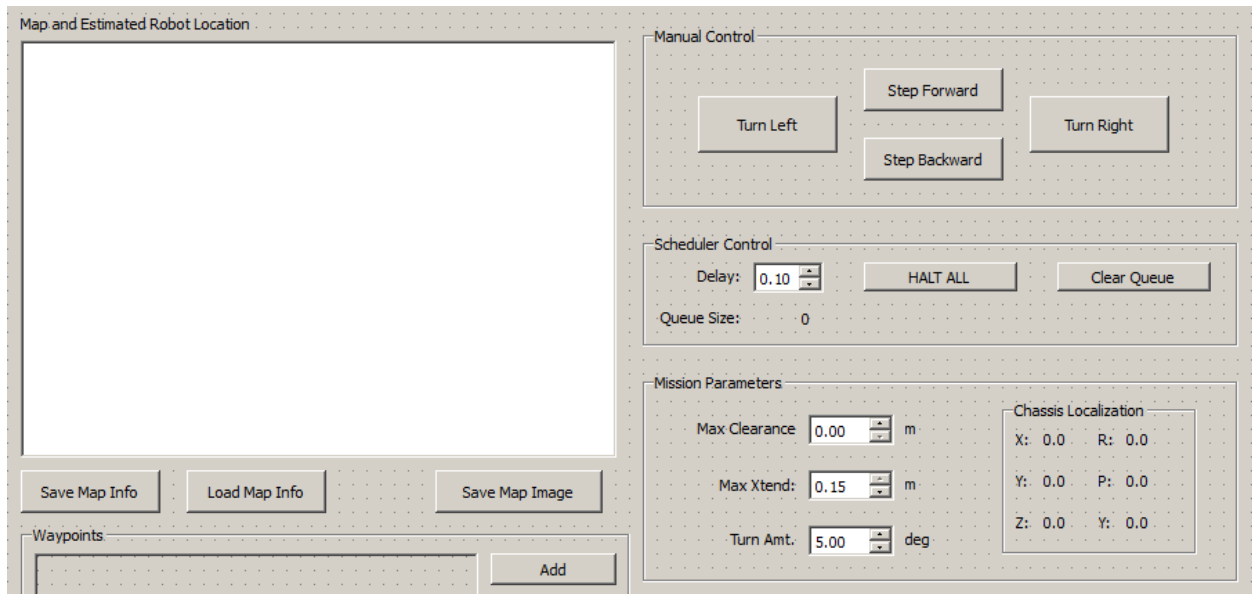 Map and Estimated Robot Location
Save Map Info
Load Map Info
Save Map Image
Waypoints
Add
Manual Control
Turn Left
Step Forward
Step Backward
Turn Right
Scheduler Control
Delay: 0.10
HALT ALL
Clear Queue
Queue Size: 0
Mission Parameters
Max Clearance 0.00 m
Max Xtend: 0.15 m
Turn Amt. 5.00 deg
Chassis Localization
X: 0.0 R: 0.0
Y: 0.0 P: 0.0
Z: 0.0 Y: 0.0